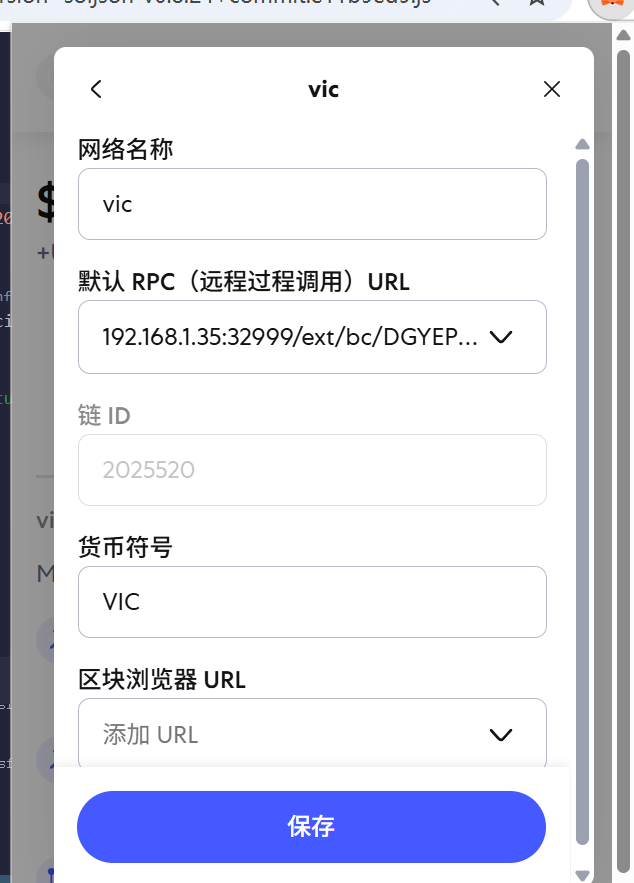 vic
网络名称
vic
默认 RPC（远程过程调用）URL
192.168.1.35:32999/ext/bc/DGYEP...
链 ID
2025520
货币符号
VIC
区块浏览器 URL
添加 URL
保存